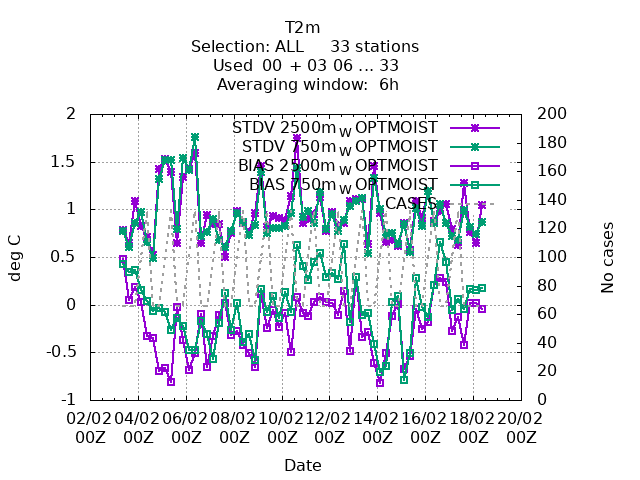 T2m
Selection: ALL 33 stations
Used 00 + 03 06 ... 33
Averaging window: 6h
STDV 2500m W OPTMOIST
STDV 750m W OPTMOIST
BIAS 2500m W OPTMOIST
BIAS 750m W OPTMOIST
CASES
deg C
2
1.5
1
0.5
0
-0.5
-1
No cases
200
180
160
140
120
100
80
60
40
20
0
02/02 04/02 06/02 08/02 10/02 12/02 14/02 16/02 18/02 20/02
00Z 00Z 00Z 00Z 00Z 00Z 00Z 00Z 00Z 00Z
Date